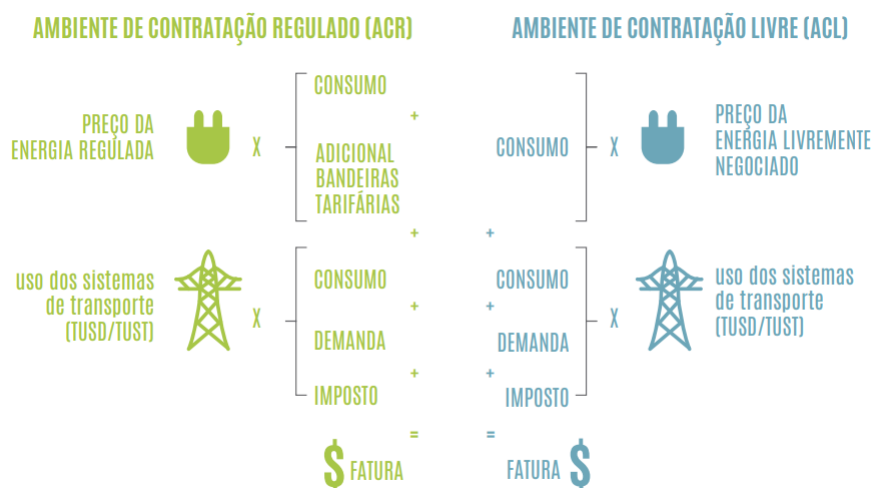 AMBIENTE DE CONTRATAÇÃO REGULADO (ACR)
PREÇO DA
ENERGIA REGULADA
X
CONSUMO
+
ADICIONAL
BANDEIRAS
TARIFÁRIAS
+
uso dos sistemas
de transporte
(TUSD/TUST)
X
CONSUMO
+
DEMANDA
+
IMPOSTO
=
$ FATURA
AMBIENTE DE CONTRATAÇÃO LIVRE (ACL)
CONSUMO
X
PREÇO DA
ENERGIA LIVREMENTE
NEGOCIADO
+
CONSUMO
+
DEMANDA
+
IMPOSTO
X
uso dos sistemas
de transporte
(TUSD/TUST)
=
FATURA $